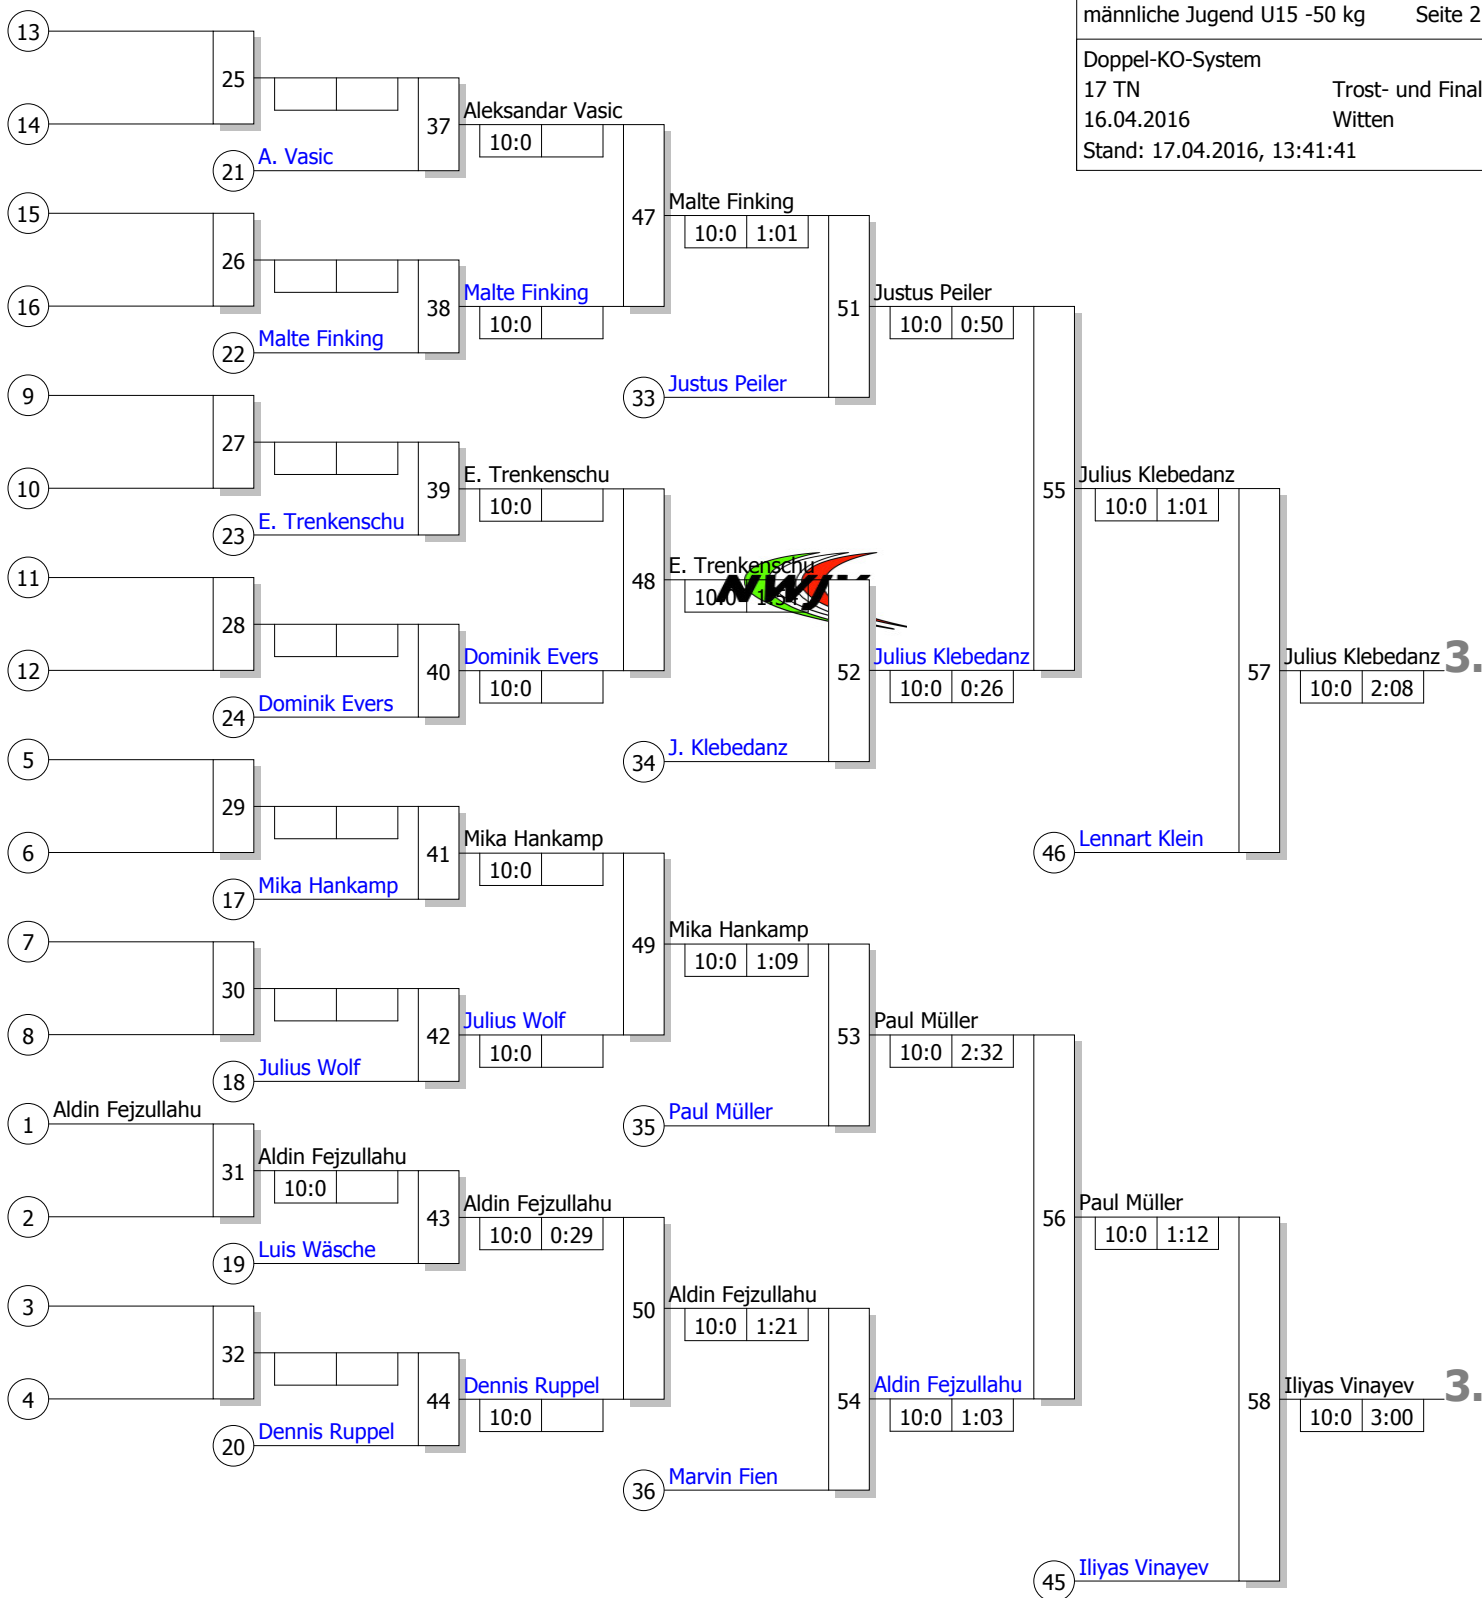 männliche Jugend U15 -50 kg Seite 2
Doppel-KO-System
17 TN Trost- und Final
16.04.2016 Witten
Stand: 17.04.2016, 13:41:41
13
25
14
37
Aleksandar Vasic
10:0
21
A. Vasic
15
47
Malte Finking
10:0 1:01
26
16
38
Malte Finking
10:0
22
Malte Finking
51
Justus Peiler
10:0 0:50
9
33
Justus Peiler
27
10
39
E. Trenkenschu
10:0
55
Julius Klebedanz
10:0 1:01
23
E. Trenkenschu
11
48
E. Trenkenschu
10:0
NWJV
28
12
40
Dominik Evers
10:0
52
Julius Klebedanz
10:0 0:26
57
Julius Klebedanz 3.
10:0 2:08
24
Dominik Evers
5
34
J. Klebedanz
29
6
41
Mika Hankamp
10:0
46
Lennart Klein
17
Mika Hankamp
7
49
Mika Hankamp
10:0 1:09
30
8
42
Julius Wolf
10:0
53
Paul Müller
10:0 2:32
18
Julius Wolf
1
Aldin Fejzullahu
35
Paul Müller
31
Aldin Fejzullahu
10:0
2
43
Aldin Fejzullahu
10:0 0:29
56
Paul Müller
10:0 1:12
19
Luis Wäsche
3
50
Aldin Fejzullahu
10:0 1:21
32
4
44
Dennis Ruppel
10:0
54
Aldin Fejzullahu
10:0 1:03
58
Iliyas Vinayev 3.
10:0 3:00
20
Dennis Ruppel
36
Marvin Fien
45
Iliyas Vinayev